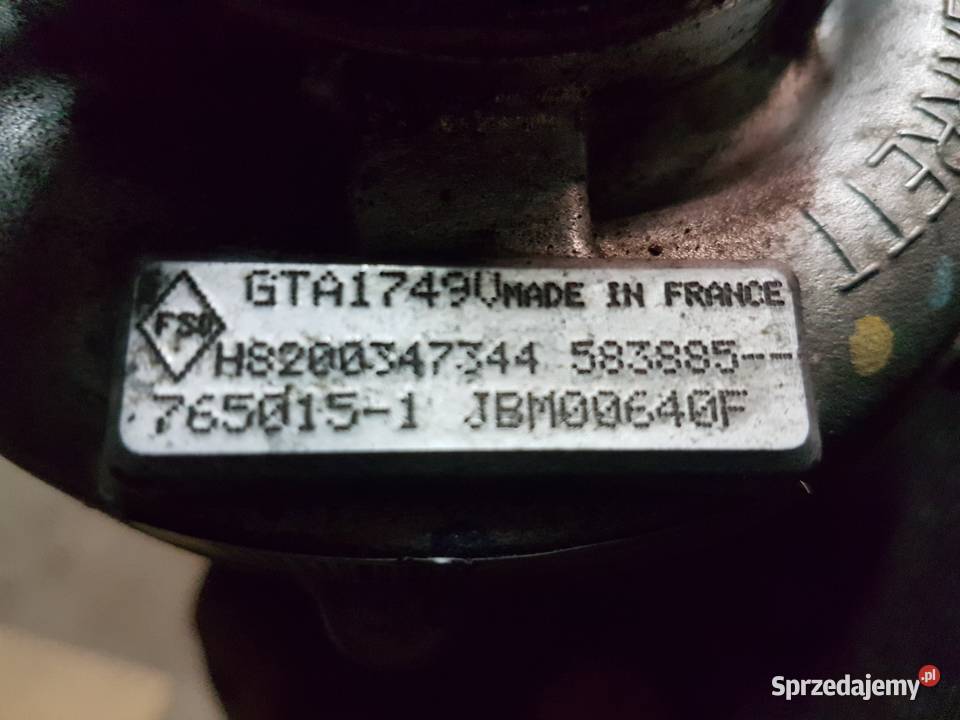 GARRETT
GTA1749V MADE IN FRANCE
FSO
H8200347344 583885--
765015-1 JBM00640F
Sprzedajemy.pl